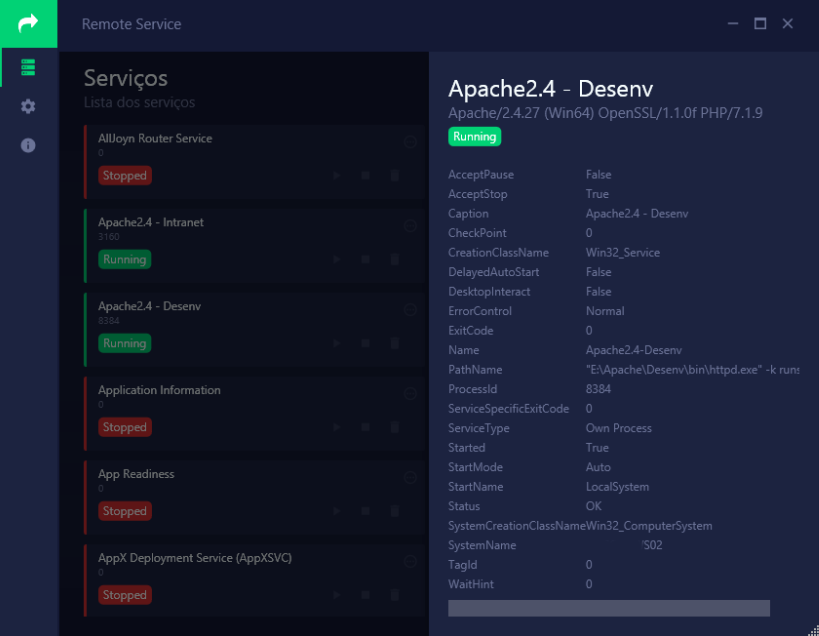 Remote Service
Serviços
Lista dos serviços
AllJoyn Router Service
0
Stopped
Apache2.4 - Intranet
3160
Running
Apache2.4 - Desenv
8384
Running
Application Information
0
Stopped
App Readiness
0
Stopped
AppX Deployment Service (AppXSVC)
0
Stopped
Apache2.4 - Desenv
Apache/2.4.27 (Win64) OpenSSL/1.1.0f PHP/7.1.9
Running
AcceptPause False
AcceptStop True
Caption Apache2.4 - Desenv
CheckPoint 0
CreationClassName Win32_Service
DelayedAutoStart False
DesktopInteract False
ErrorControl Normal
ExitCode 0
Name Apache2.4-Desenv
PathName "E:\Apache\Desenv\bin\httpd.exe" -k runs
ProcessId 8384
ServiceSpecificExitCode 0
ServiceType Own Process
Started True
StartMode Auto
StartName LocalSystem
Status OK
SystemCreationClassName Win32_ComputerSystem
SystemName S02
TagId 0
WaitHint 0